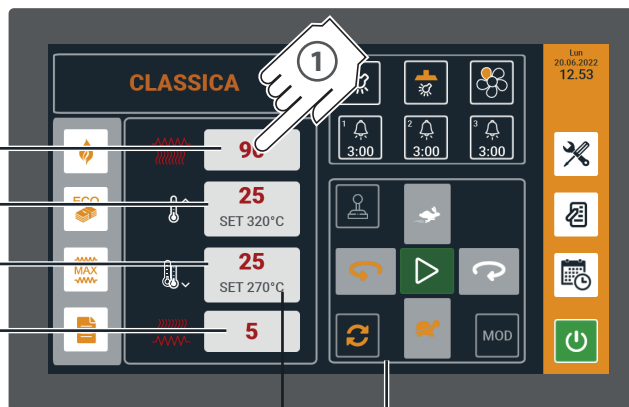 CLASSICA
1
Lun
20.06.2022
12.53
1
3:00
2
3:00
3
3:00
ECO
25
SET 320°C
MAX
25
SET 270°C
5
MOD